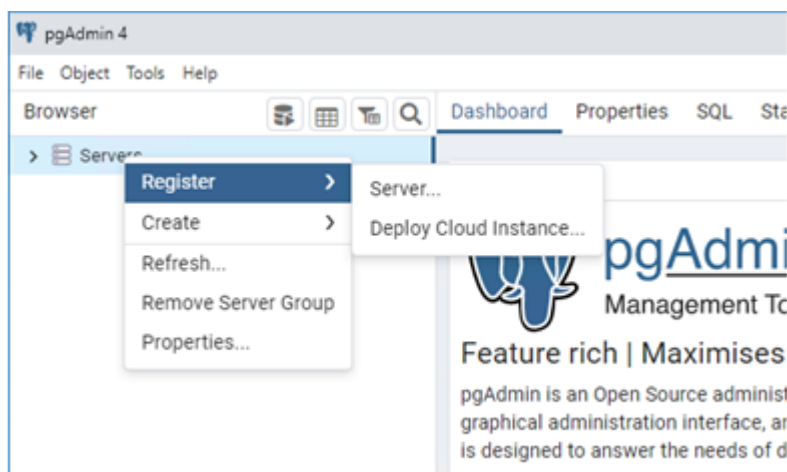 pgAdmin 4
File Object Tools Help
Browser
Dashboard Properties SQL
Servers
Register
Server...
Create
Deploy Cloud Instance...
Refresh...
Remove Server Group
Properties...
Management
Feature rich | Maximises
pgAdmin is an Open Source
graphical administration interface,
is designed to answer the needs of